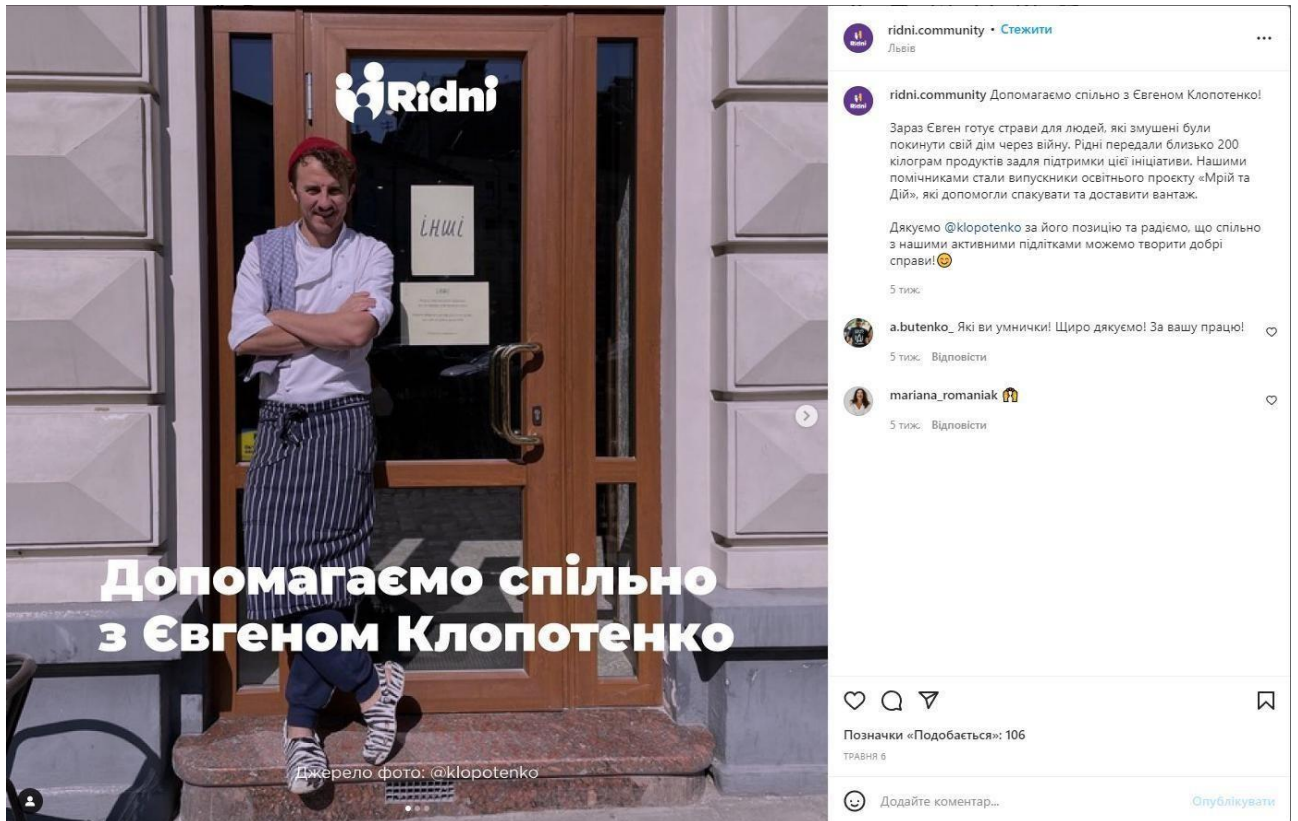 Ridni
інші
Допомагаємо спільно
з Євгеном Клопотенко
Джерело фото: @klopotenko
ridni.community • Стежити
Львів
ridni.community Допомагаємо спільно з Євгеном Клопотенко!
Зараз Євген готує страви для людей, які змушені були
покинути свій дім через війну. Рідні передали близько 200
кілограм продуктів задля підтримки цієї ініціативи. Нашими
помічниками стали випускники освітнього проєкту «Мрій та
Дій», які допомогли спакувати та доставити вантаж.
Дякуємо @klopotenko за його позицію та радіємо, що спільно
з нашими активними підлітками можемо творити добрі
справи!😊
5 тиж.
a.butenko_ Які ви умнички! Щиро дякуємо! За вашу працю!
5 тиж. Відповісти
mariana_romaniak 🙌
5 тиж. Відповісти
Позначки «Подобається»: 106
ТРАВНЯ 6
Додайте коментар...
Опублікувати